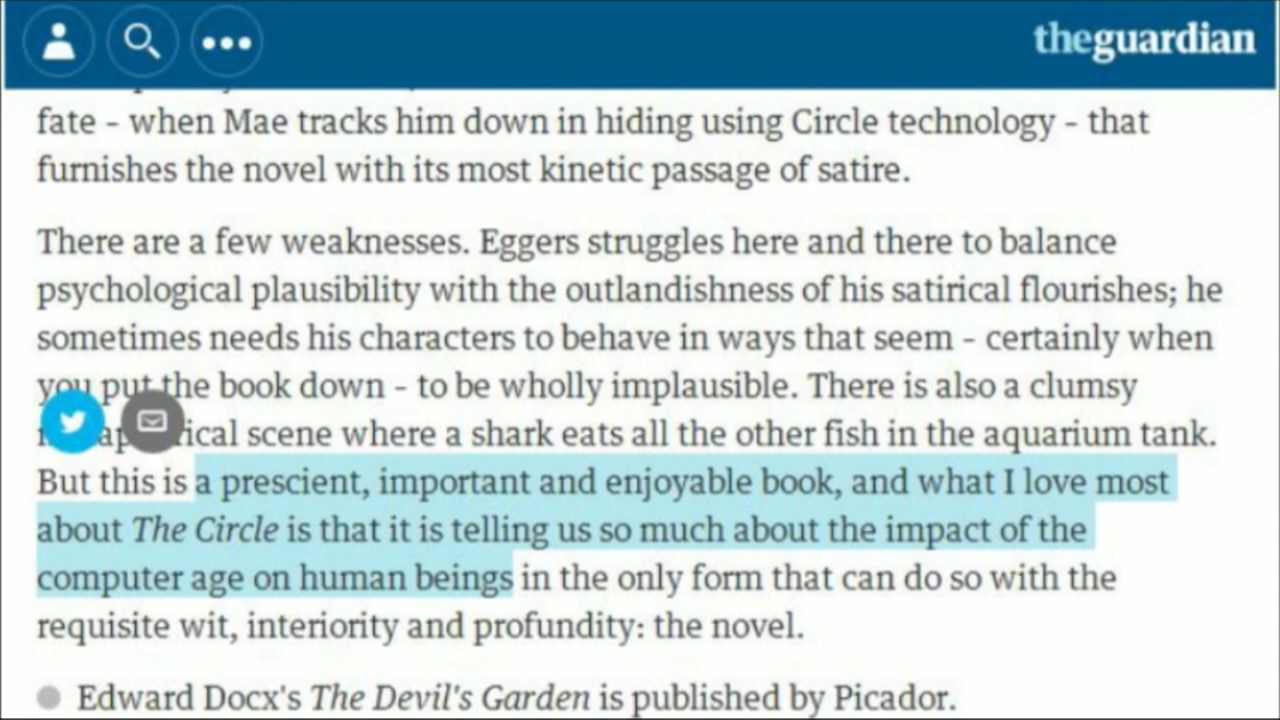 theguardian
fate – when Mae tracks him down in hiding using Circle technology – that
furnishes the novel with its most kinetic passage of satire.
There are a few weaknesses. Eggers struggles here and there to balance
psychological plausibility with the outlandishness of his satirical flourishes; he
sometimes needs his characters to behave in ways that seem – certainly when
you put the book down – to be wholly implausible. There is also a clumsy
scene where a shark eats all the other fish in the aquarium tank.
But this is a prescient, important and enjoyable book, and what I love most
about The Circle is that it is telling us so much about the impact of the
computer age on human beings in the only form that can do so with the
requisite wit, interiority and profundity: the novel.
Edward Docx's The Devil's Garden is published by Picador.